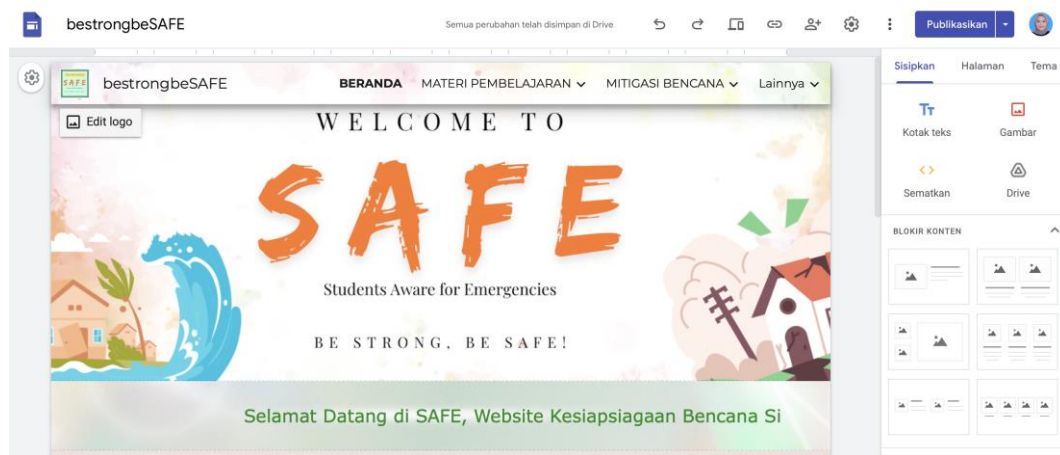 bestrongbeSAFE
Semua perubahan telah disimpan di Drive
Publikasikan
Sisipkan Halaman Tema
SAFE
bestrongbeSAFE
BERANDA MATERI PEMBELAJARAN MITIGASI BENCANA Lainnya
Edit logo
WELCOME TO
SAFE
Students Aware for Emergencies
BE STRONG, BE SAFE!
Selamat Datang di SAFE, Website Kesiapsiagaan Bencana Si
Tт
Kotak teks
Gambar
Sematkan
Drive
BLOKIR KONTEN